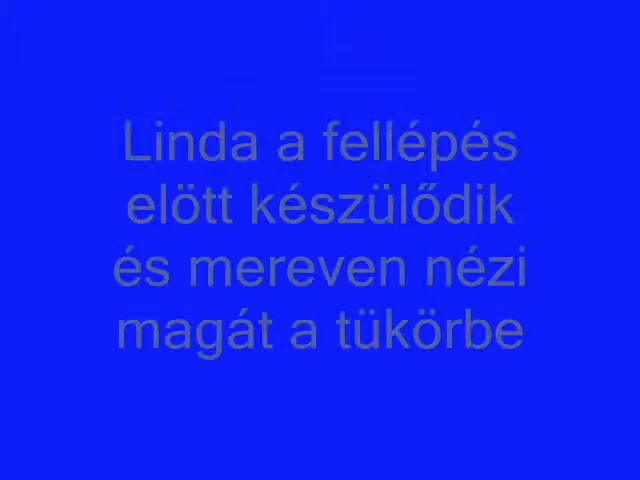 Linda a fellépés
elött készülődik
és mereven nézi
magát a tükörbe